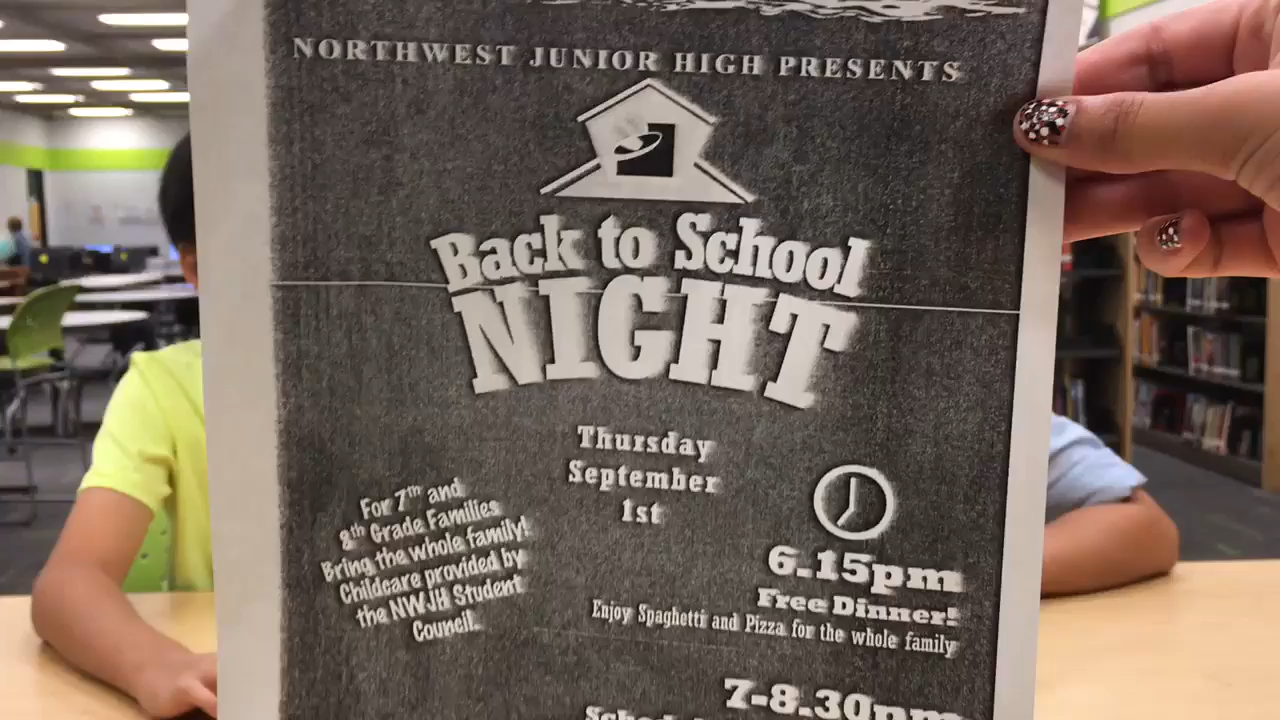 NORTHWEST JUNIOR HIGH PRESENTS
Back to School
NIGHT
Thursday
September
1st
For 7th and
8th Grade Families
Bring the whole family!
Childcare provided by
the NWJH Student
Council.
6.15pm
Free Dinner!
Enjoy Spaghetti and Pizza for the whole family
7-8.30pm